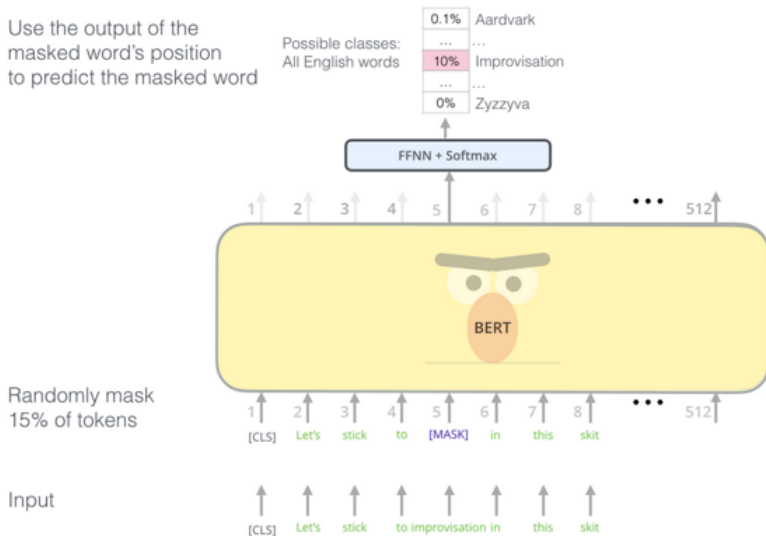 Use the output of the
masked word's position
to predict the masked word
Possible classes:
All English words
0.1% Aardvark
... ...
10% Improvisation
... ...
0% Zyzzyva
FFNN + Softmax
1 2 3 4 5 6 7 8 ••• 512
BERT
Randomly mask
15% of tokens
1 2 3 4 5 6 7 8 ••• 512
[CLS] Let's stick to [MASK] in this skit
Input
[CLS] Let's stick to improvisation in this skit